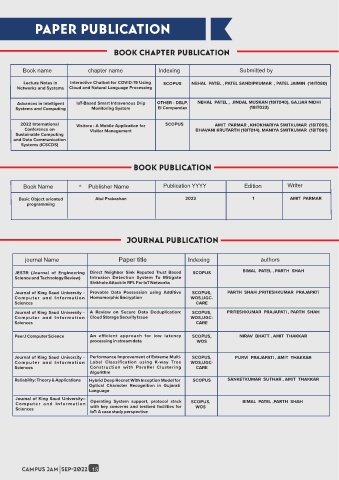 PAPER PUBLICATION
BOOK CHAPTER PUBLICATION
Book name chapter name Indexing Submitted by
Lecture Notes in Networks and Systems
Interactive Chatbot for COVID-19 Using Cloud and Natural Language Processing
SCOPUS
NEHAL PATEL , PATEL SANDIPKUMAR , PATEL JAIMIN (18IT080)
Advances in Intelligent Systems and Computing
IoT-Based Smart Intravenous Drip Monitoring System
OTHER - DBLP, EI Compendex
NEHAL PATEL , JINDAL MUSKAN (18IT040), GAJJAR NIDHI (18IT033)
2022 International Conference on Sustainable Computing and Data Communication Systems (ICSCDS)
Visitora : A Mobile Application for Visitor Management
SCOPUS
AMIT PARMAR , KHOKHARIYA SMITKUMAR
BHAVANI KRUTARTH (18IT014), MANIYA SMITKUMAR
BOOK PUBLICATION
Book Name Publisher Name Publication YYYY Edition Writer
Basic Object oriented programming
Atul Prakashan
2022
1
AMIT PARMAR
JOURNAL PUBLICATION
journal Name Paper title Indexing authors
JESTR (Journal of Engineering Science and Technology Review)
Direct Neighbor Sink Reputed Trust Based Intrusion Detection System To Mitigate Sinkhole Attack in RPL For IoT Networks
SCOPUS
BIMAL PATEL , PARTH SHAH
Journal of King Saud University - Computer and Information Sciences
Provable Data Possession using Additive Homomorphic Encryption
SCOPUS, WOS,UGC-CARE
PARTH SHAH ,PRITESHKUMAR PRAJAPATI
Journal of King Saud University - Computer and Information Sciences
A Review on Secure Data Deduplication: Cloud Storage Security Issue
SCOPUS, WOS,UGC-CARE
PRITESHKUMAR PRAJAPATI , PARTH SHAH
PeerJ Computer Science
An efficient approach for low latency processing in stream data
SCOPUS, WOS
NIRAV BHATT , AMIT THAKKAR
Journal of King Saud University - Computer and Information Sciences
Performance Improvement of Extreme Multi-Label Classification using K-way Tree Construction with Parallel Clustering Algorithm
SCOPUS, WOS,UGC-CARE
PURVI PRAJAPATI , AMIT THAKKAR
Reliability: Theory & Applications
Hybrid Deep Resnet With Inception Model for Optical Character Recognition in Gujarati Language
SCOPUS
SANKETKUMAR SUTHAR , AMIT THAKKAR
Journal of King Saud University - Computer and Information Sciences
Operating System support, protocol stack with key concerns and testbed facilities for IoT: A case study perspective
SCOPUS, WOS
BIMAL PATEL ,PARTH SHAH
CAMPUS JAM SEP-2022